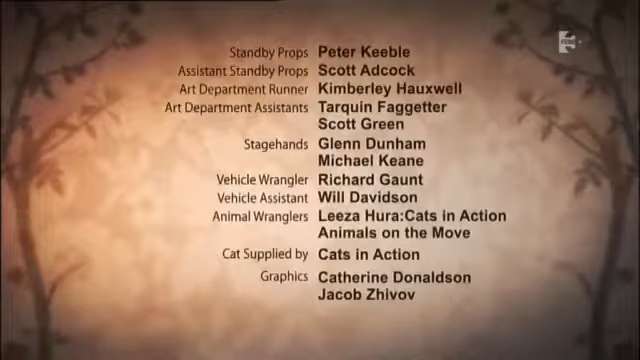 Standby Props Peter Keeble
Assistant Standby Props Scott Adcock
Art Department Runner Kimberley Hauxwell
Art Department Assistants Tarquin Faggetter
Scott Green
Stagehands Glenn Dunham
Michael Keane
Vehicle Wrangler Richard Gaunt
Vehicle Assistant Will Davidson
Animal Wranglers Leeza Hura:Cats in Action
Animals on the Move
Cat Supplied by Cats in Action
Graphics Catherine Donaldson
Jacob Zhivov